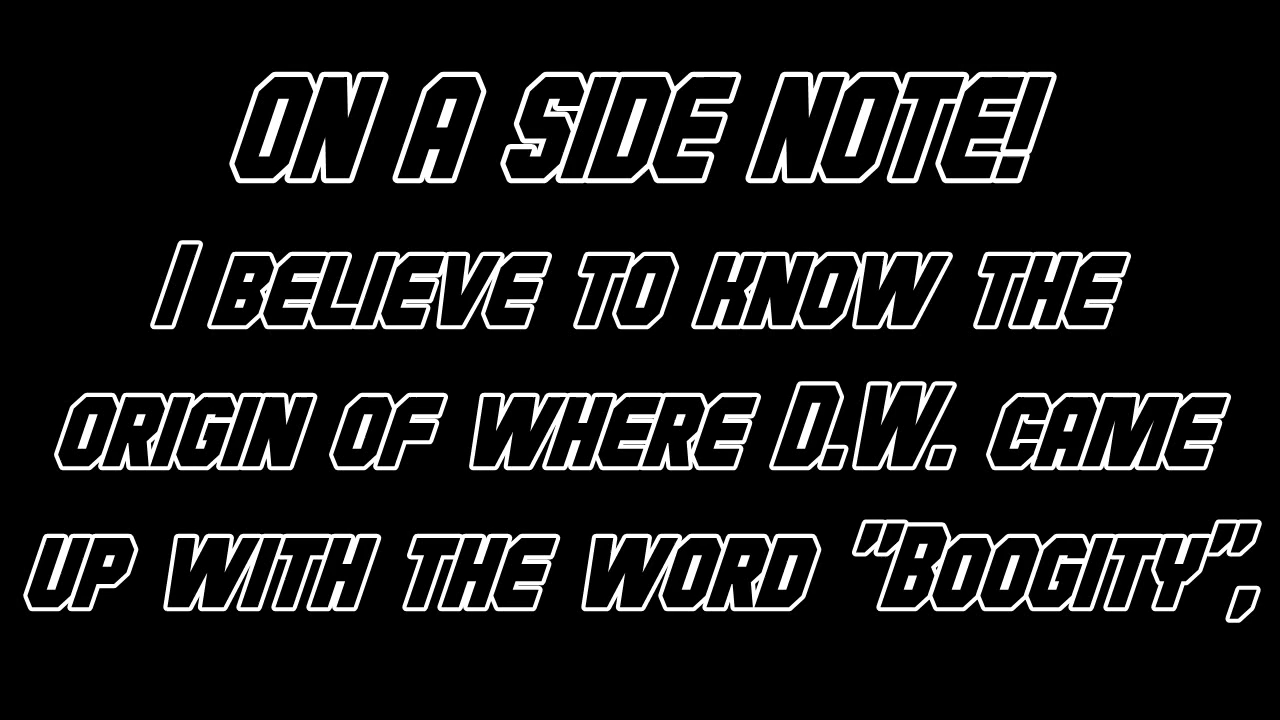 ON A SIDE NOTE!
I BELIEVE TO KNOW THE
ORIGIN OF WHERE D.W. CAME
UP WITH THE WORD "BOOGITY",